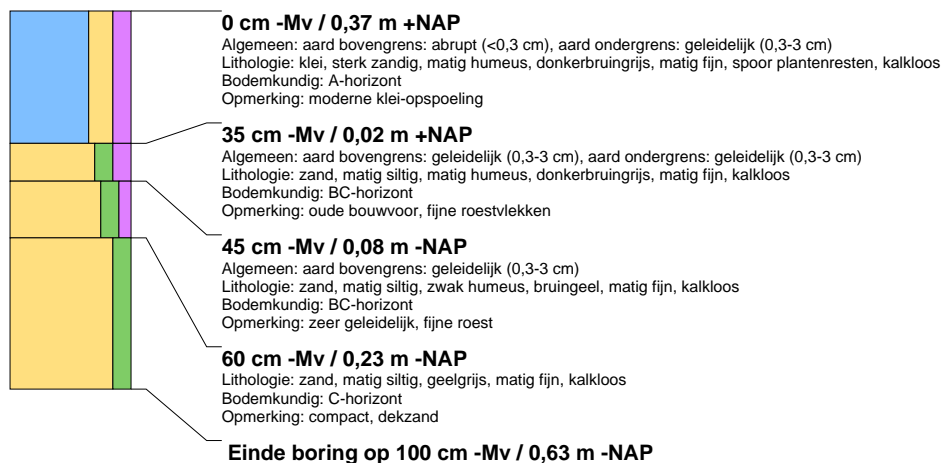 0 cm -Mv / 0,37 m +NAP
Algemeen: aard bovengrens: abrupt (<0,3 cm), aard ondergrens: geleidelijk (0,3-3 cm)
Lithologie: klei, sterk zandig, matig humeus, donkerbruingrijs, matig fijn, spoor plantenresten, kalkloos
Bodemkundig: A-horizont
Opmerking: moderne klei-opspoeling
35 cm -Mv / 0,02 m +NAP
Algemeen: aard bovengrens: geleidelijk (0,3-3 cm), aard ondergrens: geleidelijk (0,3-3 cm)
Lithologie: zand, matig siltig, matig humeus, donkerbruingrijs, matig fijn, kalkloos
Bodemkundig: BC-horizont
Opmerking: oude bouwvoor, fijne roestvlekken
45 cm -Mv / 0,08 m -NAP
Algemeen: aard bovengrens: geleidelijk (0,3-3 cm)
Lithologie: zand, matig siltig, zwak humeus, bruingeel, matig fijn, kalkloos
Bodemkundig: BC-horizont
Opmerking: zeer geleidelijk, fijne roest
60 cm -Mv / 0,23 m -NAP
Lithologie: zand, matig siltig, geelgrijs, matig fijn, kalkloos
Bodemkundig: C-horizont
Opmerking: compact, dekzand
Einde boring op 100 cm -Mv / 0,63 m -NAP